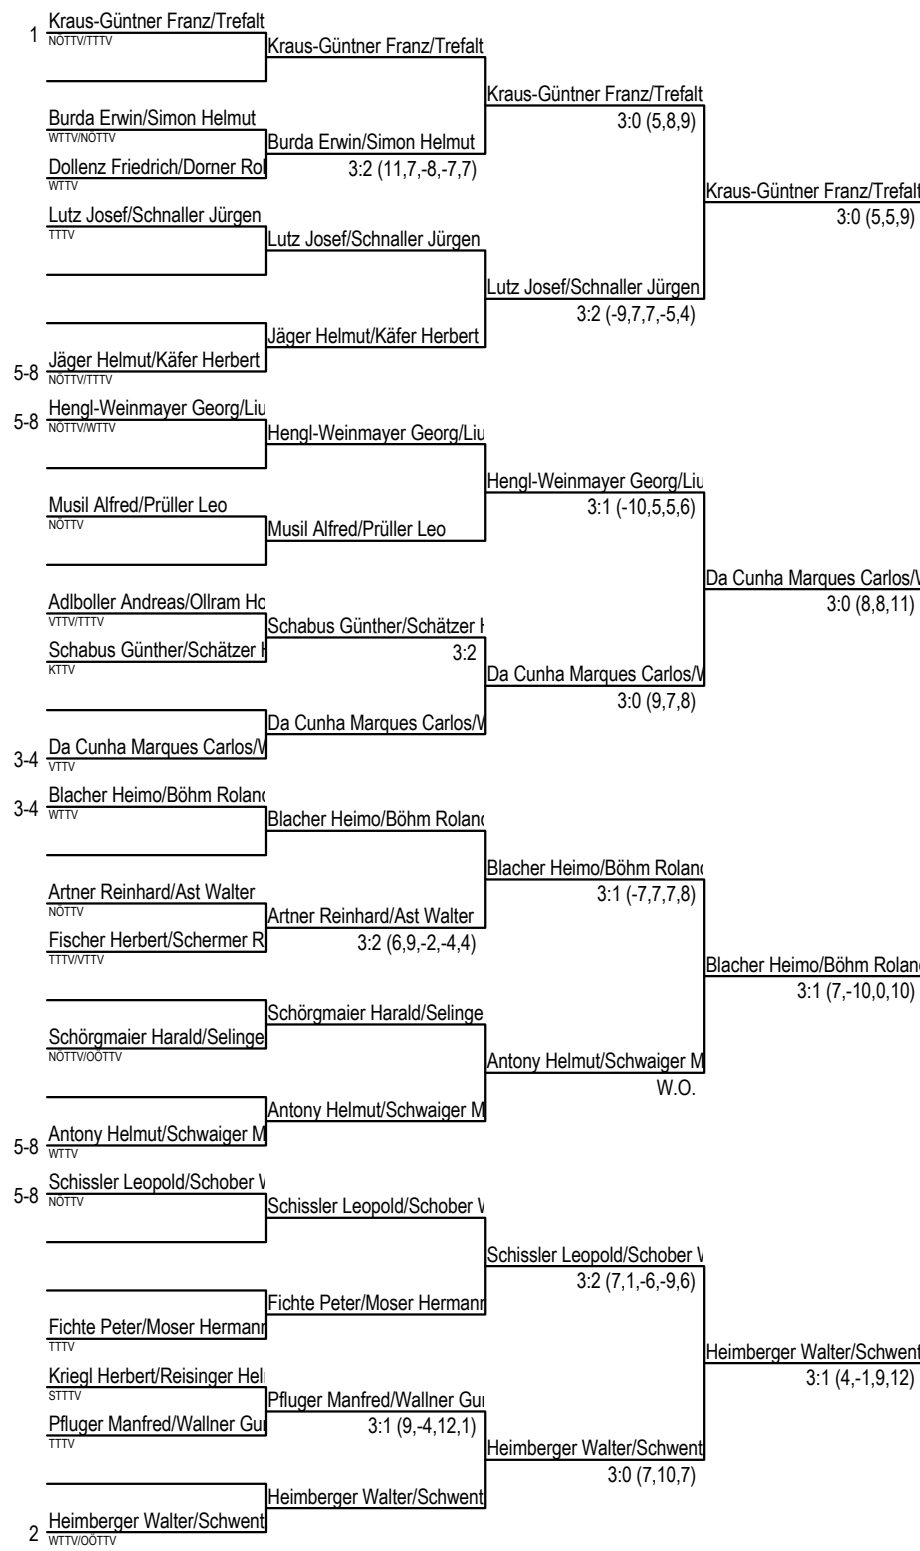 Kraus-Güntner Franz/Trefalt
1
NÖTTV/TTTV
Kraus-Güntner Franz/Trefalt
Kraus-Güntner Franz/Trefalt
3:0 (5,8,9)
Burda Erwin/Simon Helmut
WTTV/NÖTTV
Burda Erwin/Simon Helmut
3:2 (11,7,-8,-7,7)
Dollenz Friedrich/Dorner Rol
WTTV
Kraus-Güntner Franz/Trefalt
3:0 (5,5,9)
Lutz Josef/Schnaller Jürgen
TTTV
Lutz Josef/Schnaller Jürgen
Lutz Josef/Schnaller Jürgen
3:2 (-9,7,7,-5,4)
Jäger Helmut/Käfer Herbert
Jäger Helmut/Käfer Herbert
5-8
NÖTTV/TTTV
Hengl-Weinmayer Georg/Liu
5-8
NÖTTV/WTTV
Hengl-Weinmayer Georg/Liu
Hengl-Weinmayer Georg/Liu
3:1 (-10,5,5,6)
Musil Alfred/Prüller Leo
NÖTTV
Musil Alfred/Prüller Leo
Da Cunha Marques Carlos/
3:0 (8,8,11)
Adlboller Andreas/Ollram Ho
VTTV/TTTV
Schabus Günther/Schätzer
3:2
Schabus Günther/Schätzer
KTTV
Da Cunha Marques Carlos/
3:0 (9,7,8)
Da Cunha Marques Carlos/
Da Cunha Marques Carlos/
3-4
VTTV
Blacher Heimo/Böhm Roland
3-4
WTTV
Blacher Heimo/Böhm Roland
Blacher Heimo/Böhm Roland
3:1 (-7,7,7,8)
Artner Reinhard/Ast Walter
NÖTTV
Artner Reinhard/Ast Walter
3:2 (6,9,-2,-4,4)
Fischer Herbert/Schermer R
TTTV/VTTV
Blacher Heimo/Böhm Roland
3:1 (7,-10,0,10)
Schörgmaier Harald/Selinge
Schörgmaier Harald/Selinge
NÖTTV/OÖTTV
Antony Helmut/Schwaiger M
W.O.
Antony Helmut/Schwaiger M
Antony Helmut/Schwaiger M
5-8
WTTV
Schissler Leopold/Schober
5-8
NÖTTV
Schissler Leopold/Schober
Schissler Leopold/Schober
3:2 (7,1,-6,-9,6)
Fichte Peter/Moser Hermann
Fichte Peter/Moser Hermann
TTTV
Heimberger Walter/Schwent
3:1 (4,-1,9,12)
Kriegl Herbert/Reisinger Hel
STTTV
Pfluger Manfred/Wallner Gu
3:1 (9,-4,12,1)
Pfluger Manfred/Wallner Gu
TTTV
Heimberger Walter/Schwent
3:0 (7,10,7)
Heimberger Walter/Schwent
Heimberger Walter/Schwent
2
WTTV/OÖTTV